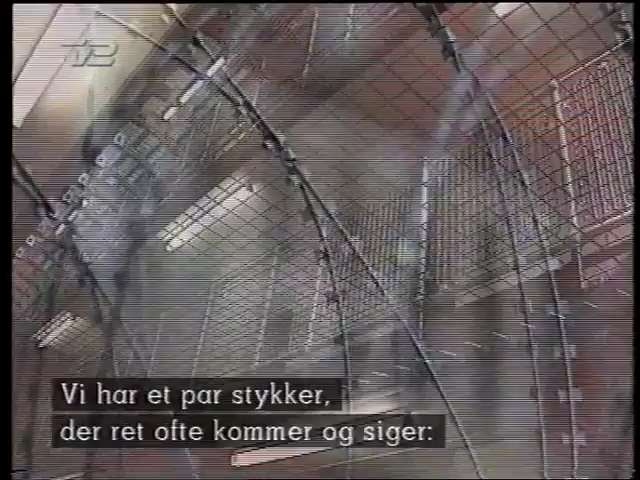 TV2
Vi har et par stykker,
der ret ofte kommer og siger: